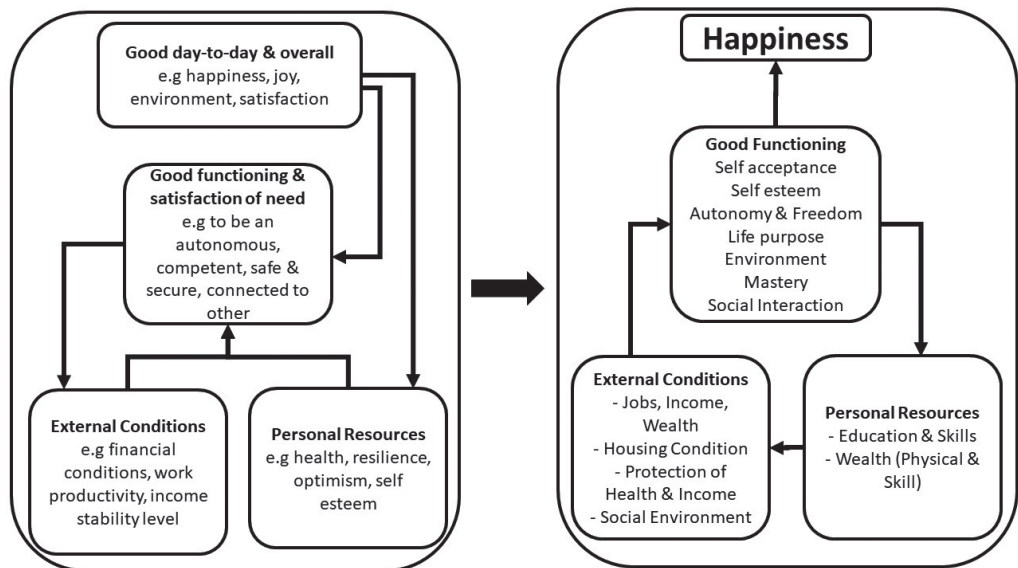 Good day-to-day & overall
e.g happiness, joy,
environment, satisfaction
Good functioning &
satisfaction of need
e.g to be an
autonomous,
competent, safe &
secure, connected to
other
External Conditions
e.g financial
conditions, work
productivity, income
stability level
Personal Resources
e.g health, resilience,
optimism, self
esteem
Happiness
Good Functioning
Self acceptance
Self esteem
Autonomy & Freedom
Life purpose
Environment
Mastery
Social Interaction
External Conditions
- Jobs, Income,
Wealth
- Housing Condition
- Protection of
Health & Income
- Social Environment
Personal Resources
- Education & Skills
- Wealth (Physical &
Skill)